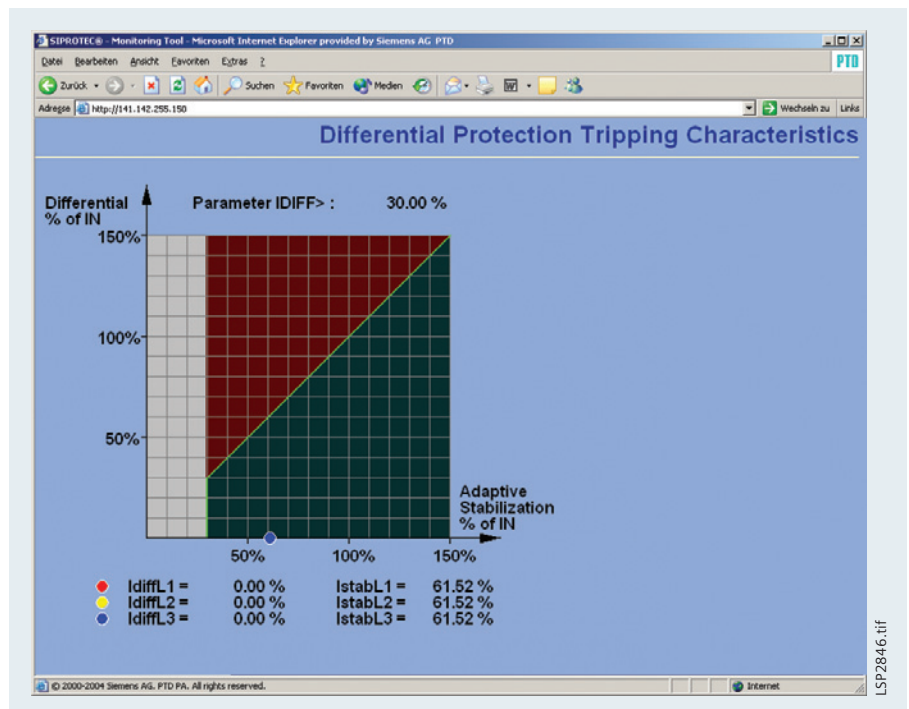 SIPROTEC® - Monitoring Tool - Microsoft Internet Explorer provided by Siemens AG PTD
Datei Bearbeiten Ansicht Favoriten Extras ?
PTD
Zurück Suchen Favoriten Medien
Adresse http://141.142.255.150 Wechseln zu Links
Differential Protection Tripping Characteristics
Differential
% of IN
Parameter IDIFF> : 30.00 %
150%
100%
50%
Adaptive
Stabilization
% of IN
50% 100% 150%
IdiffL1 = 0.00 % IstabL1 = 61.52 %
IdiffL2 = 0.00 % IstabL2 = 61.52 %
IdiffL3 = 0.00 % IstabL3 = 61.52 %
© 2000-2004 Siemens AG. PTD PA. All rights reserved. Internet
LSP2846.tif